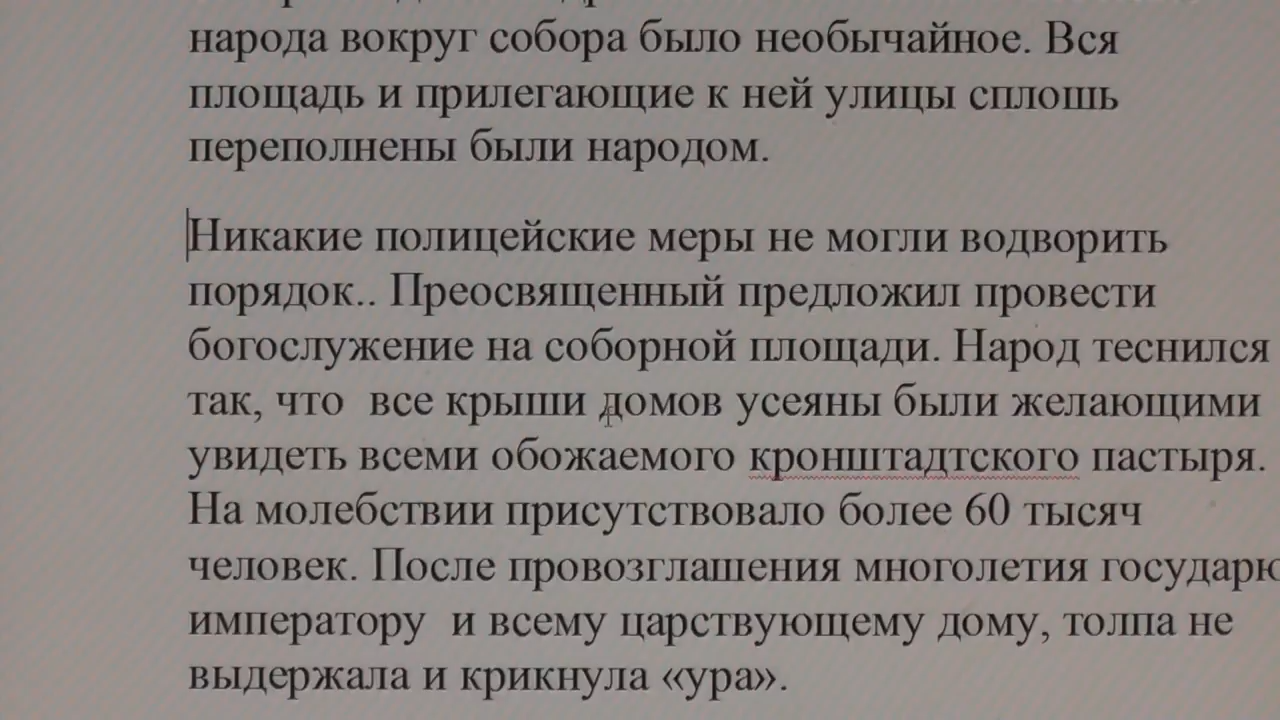 народа вокруг собора было необычайное. Вся
площадь и прилегающие к ней улицы сплошь
переполнены были народом.
Никакие полицейские меры не могли водворить
порядок.. Преосвященный предложил провести
богослужение на соборной площади. Народ теснился
так, что  все крыши домов усеяны были желающими
увидеть всеми обожаемого кронштадтского пастыря.
На молебствии присутствовало более 60 тысяч
человек. После провозглашения многолетия государю
императору  и всему царствующему дому, толпа не
выдержала и крикнула «ура».